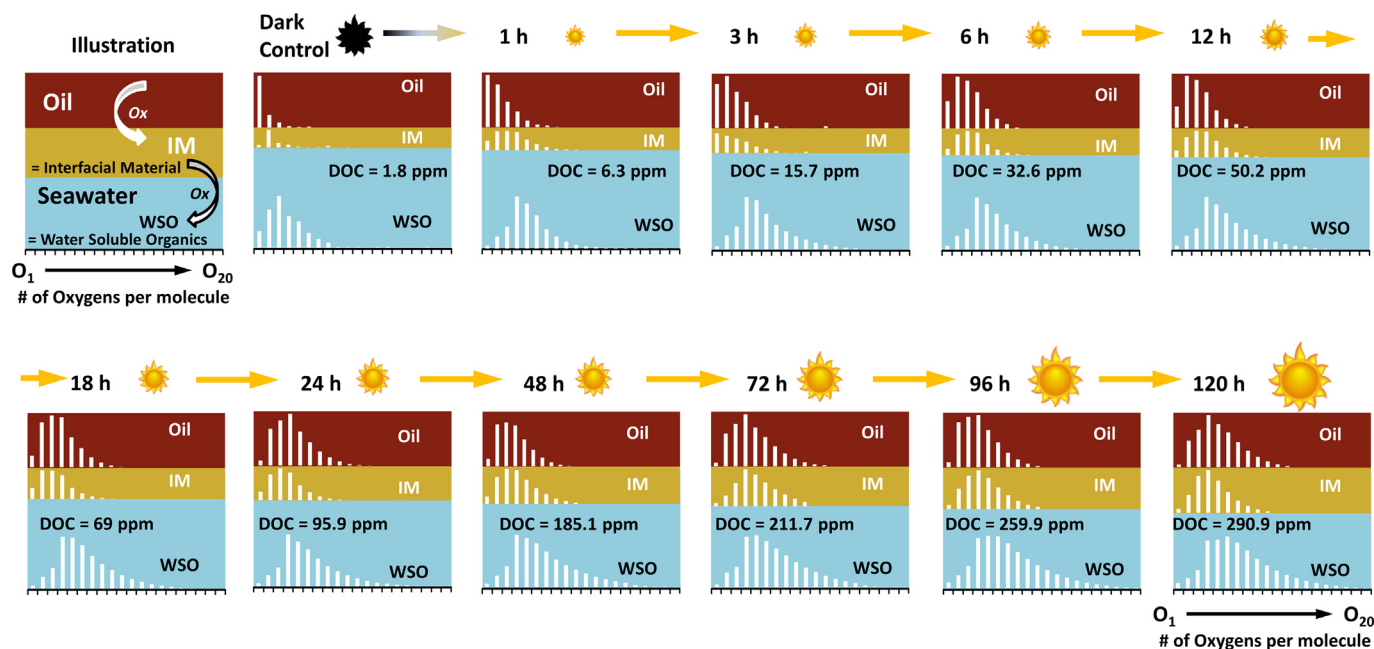 Illustration
Oil
Ox
IM
= Interfacial Material
Seawater
Ox
WSO
= Water Soluble Organics
O1 O20
# of Oxygens per molecule
Dark
Control
Oil
IM
DOC = 1.8 ppm
WSO
1 h
Oil
IM
DOC = 6.3 ppm
WSO
3 h
Oil
IM
DOC = 15.7 ppm
WSO
6 h
Oil
IM
DOC = 32.6 ppm
WSO
12 h
Oil
IM
DOC = 50.2 ppm
WSO
18 h
Oil
IM
DOC = 69 ppm
WSO
24 h
Oil
IM
DOC = 95.9 ppm
WSO
48 h
Oil
IM
DOC = 185.1 ppm
WSO
72 h
Oil
IM
DOC = 211.7 ppm
WSO
96 h
Oil
IM
DOC = 259.9 ppm
WSO
120 h
Oil
IM
DOC = 290.9 ppm
WSO
O1 O20
# of Oxygens per molecule